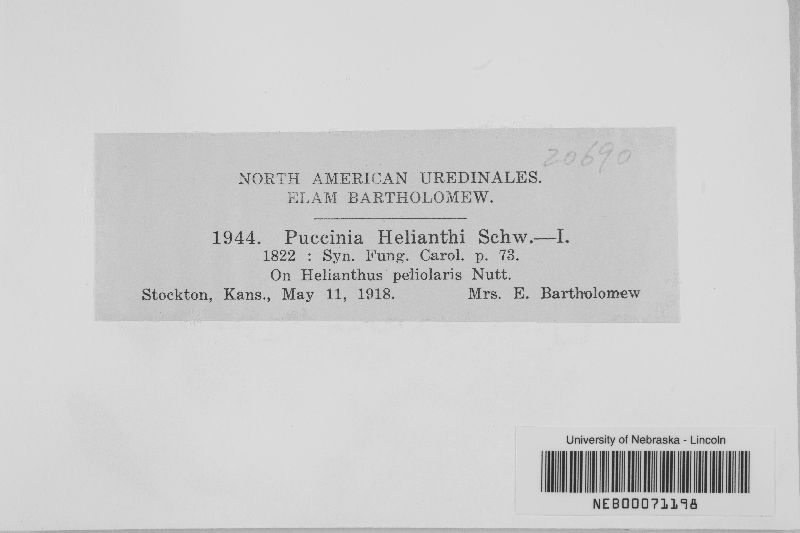 20690
NORTH AMERICAN UREDINALES.
ELAM BARTHOLOMEW.
1944. Puccinia Helianthi Schw.—I.
1822 : Syn. Fung. Carol. p. 73.
On Helianthus peliolaris Nutt.
Stockton, Kans., May 11, 1918. Mrs. E. Bartholomew
University of Nebraska - Lincoln
NEB00071198